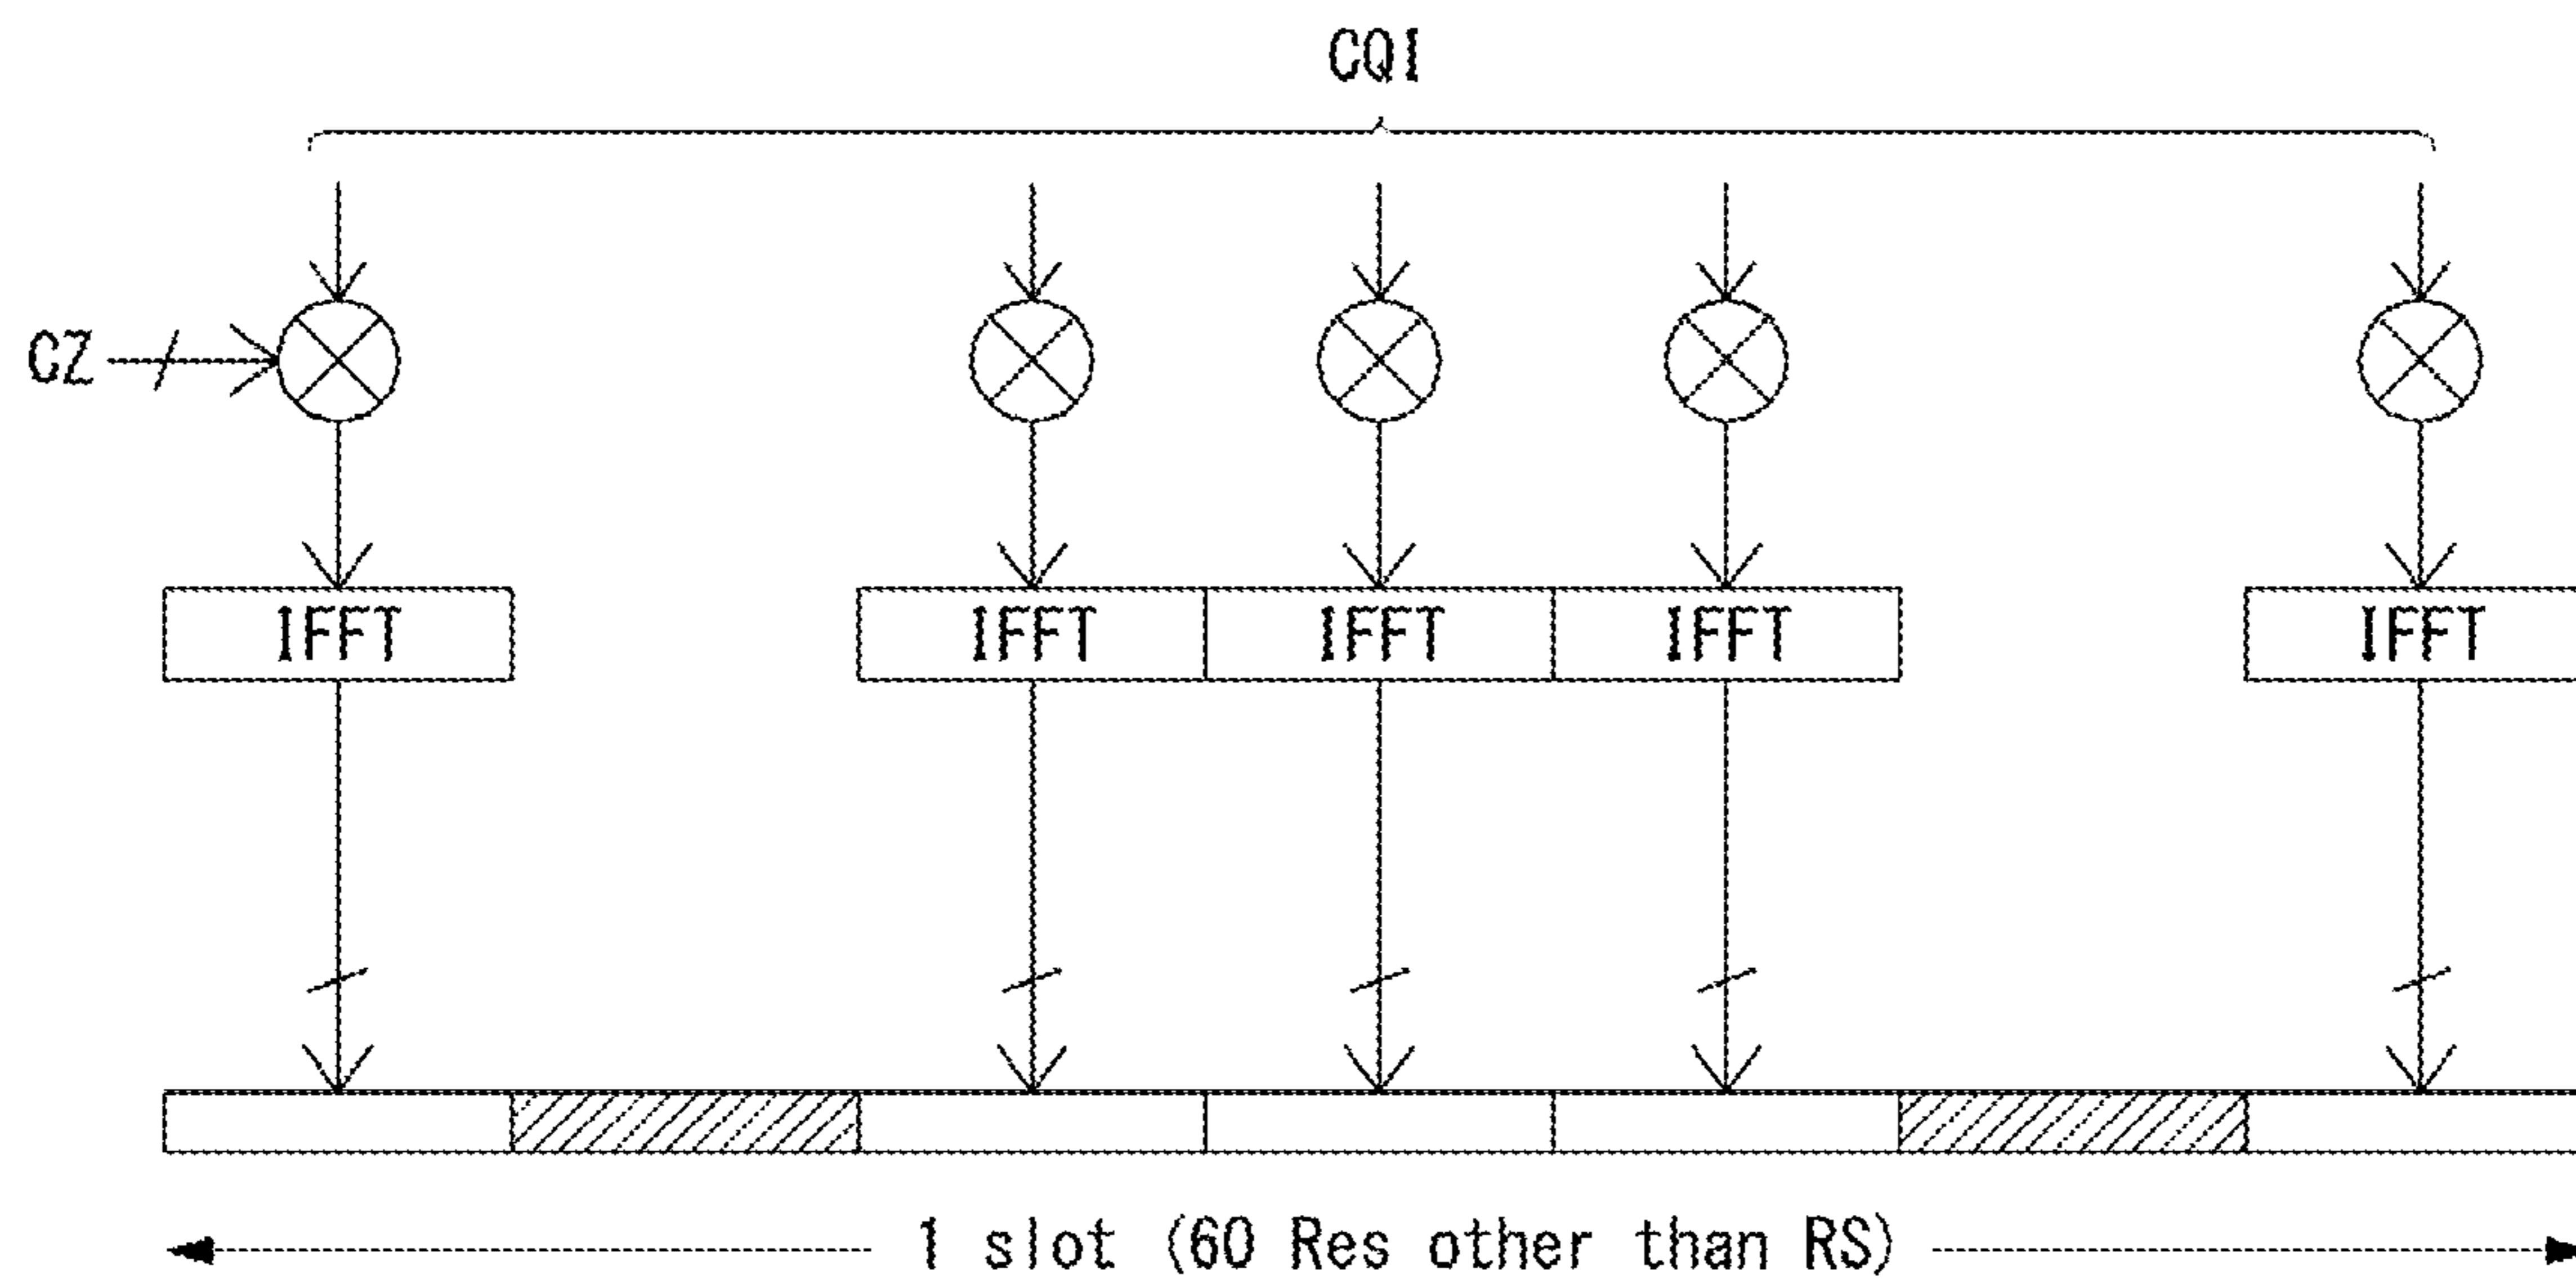 CQI
CZ
IFFT IFFT IFFT IFFT IFFT
1 slot (60 Res other than RS)